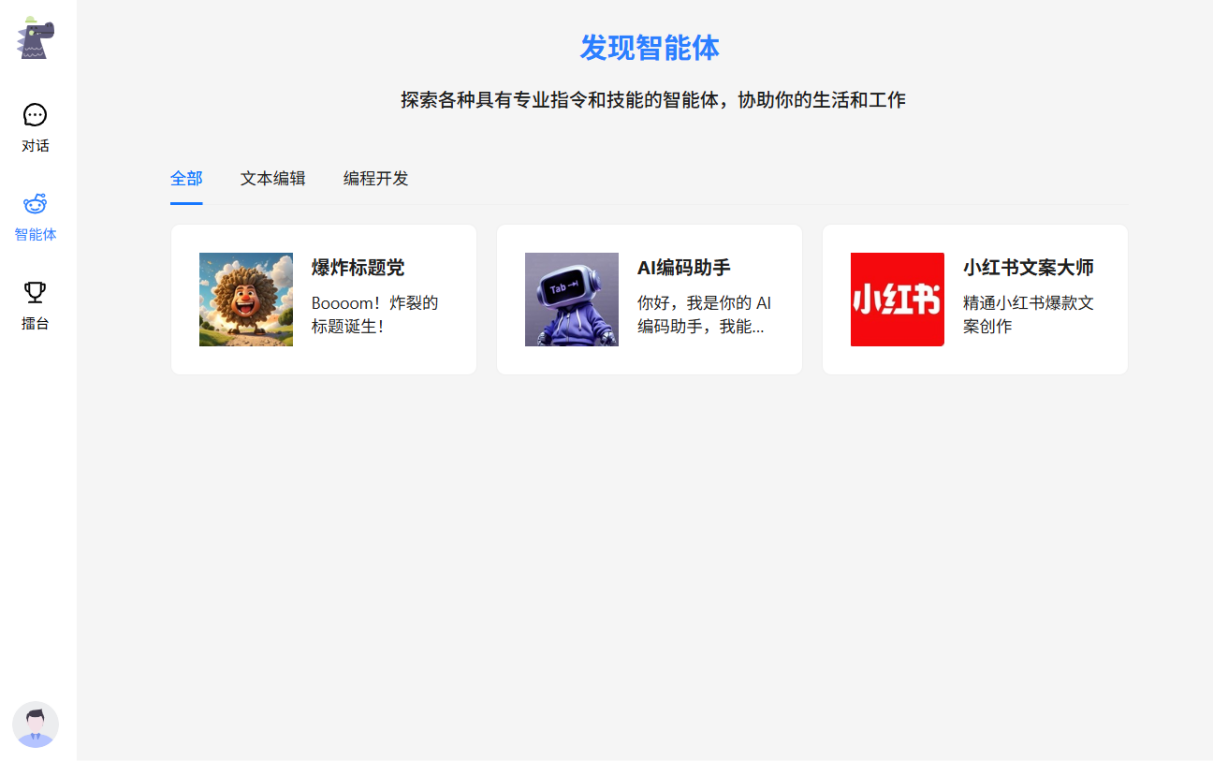 发现智能体
探索各种具有专业指令和技能的智能体，协助你的生活和工作
对话
智能体
擂台
全部 文本编辑 编程开发
爆炸标题党
Boooom！炸裂的
标题诞生！
Tab
AI编码助手
你好，我是你的 AI
编码助手，我能...
小红书
小红书文案大师
精通小红书爆款文
案创作